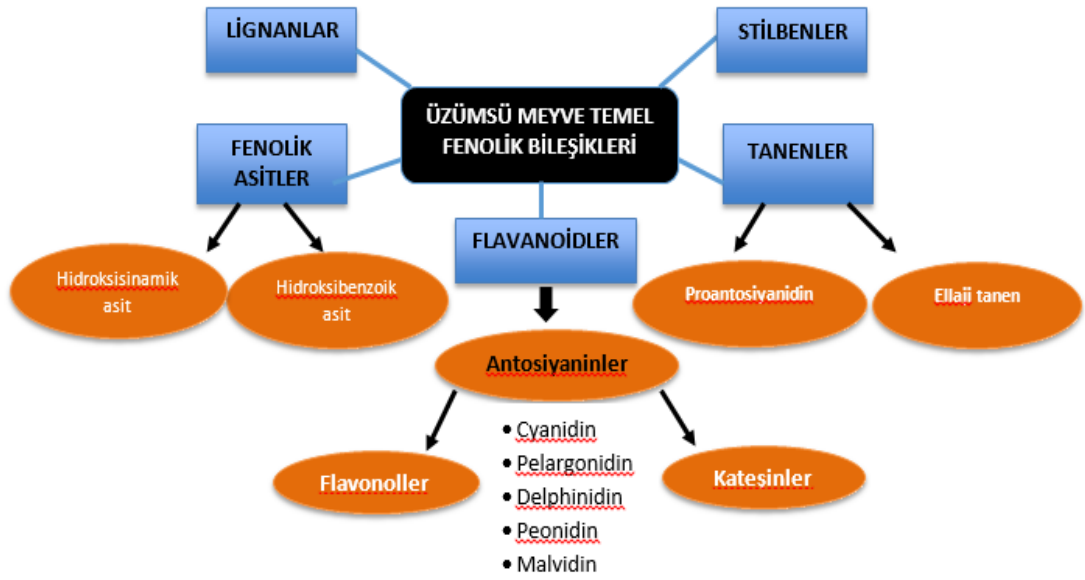 LİGNANLAR
STİLBENLER
ÜZÜMSÜ MEYVE TEMEL
FENOLİK BİLEŞİKLERİ
FENOLİK
ASİTLER
TANENLER
FLAVANOİDLER
Hidroksisinamik
asit
Hidroksibenzoik
asit
Proantosiyanidin
Ellaji tanen
Antosiyaninler
• Cyanidin
• Pelargonidin
• Delphinidin
• Peonidin
• Malvidin
Flavonoller
Kateşinler